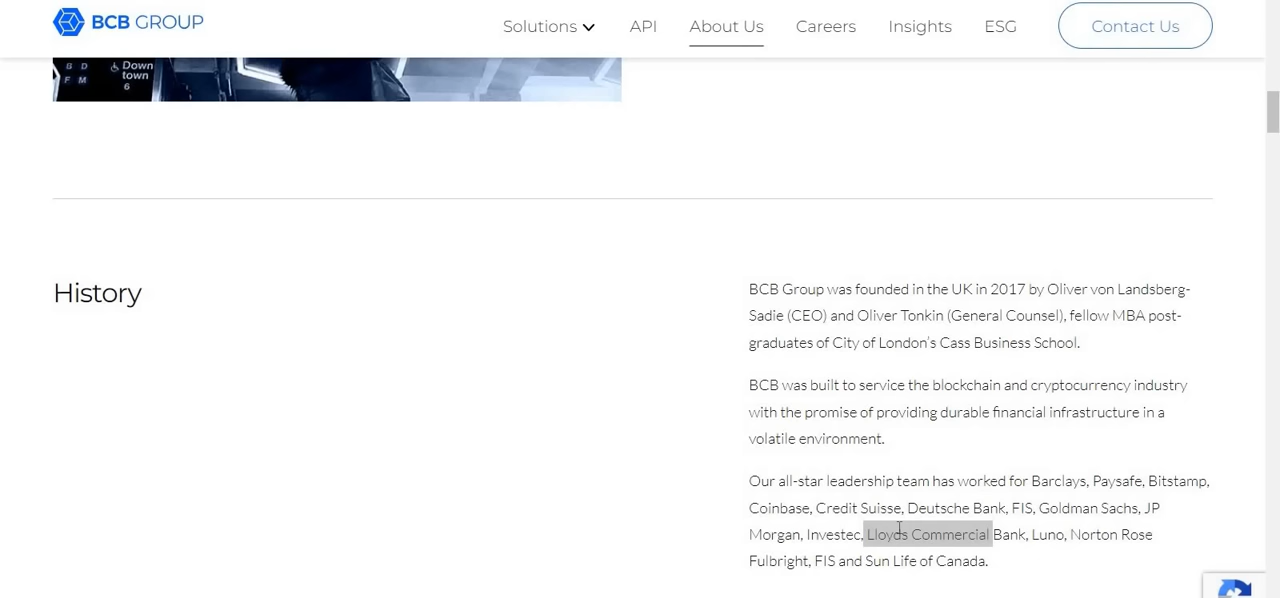 BCB GROUP
Solutions
API
About Us
Careers
Insights
ESG
Contact Us
G D Down
town
F M 6
History
BCB Group was founded in the UK in 2017 by Oliver von Landsberg-
Sadie (CEO) and Oliver Tonkin (General Counsel), fellow MBA post-
graduates of City of London's Cass Business School.
BCB was built to service the blockchain and cryptocurrency industry
with the promise of providing durable financial infrastructure in a
volatile environment.
Our all-star leadership team has worked for Barclays, Paysafe, Bitstamp,
Coinbase, Credit Suisse, Deutsche Bank, FIS, Goldman Sachs, JP
Morgan, Investec, Lloyds Commercial Bank, Luno, Norton Rose
Fulbright, FIS and Sun Life of Canada.